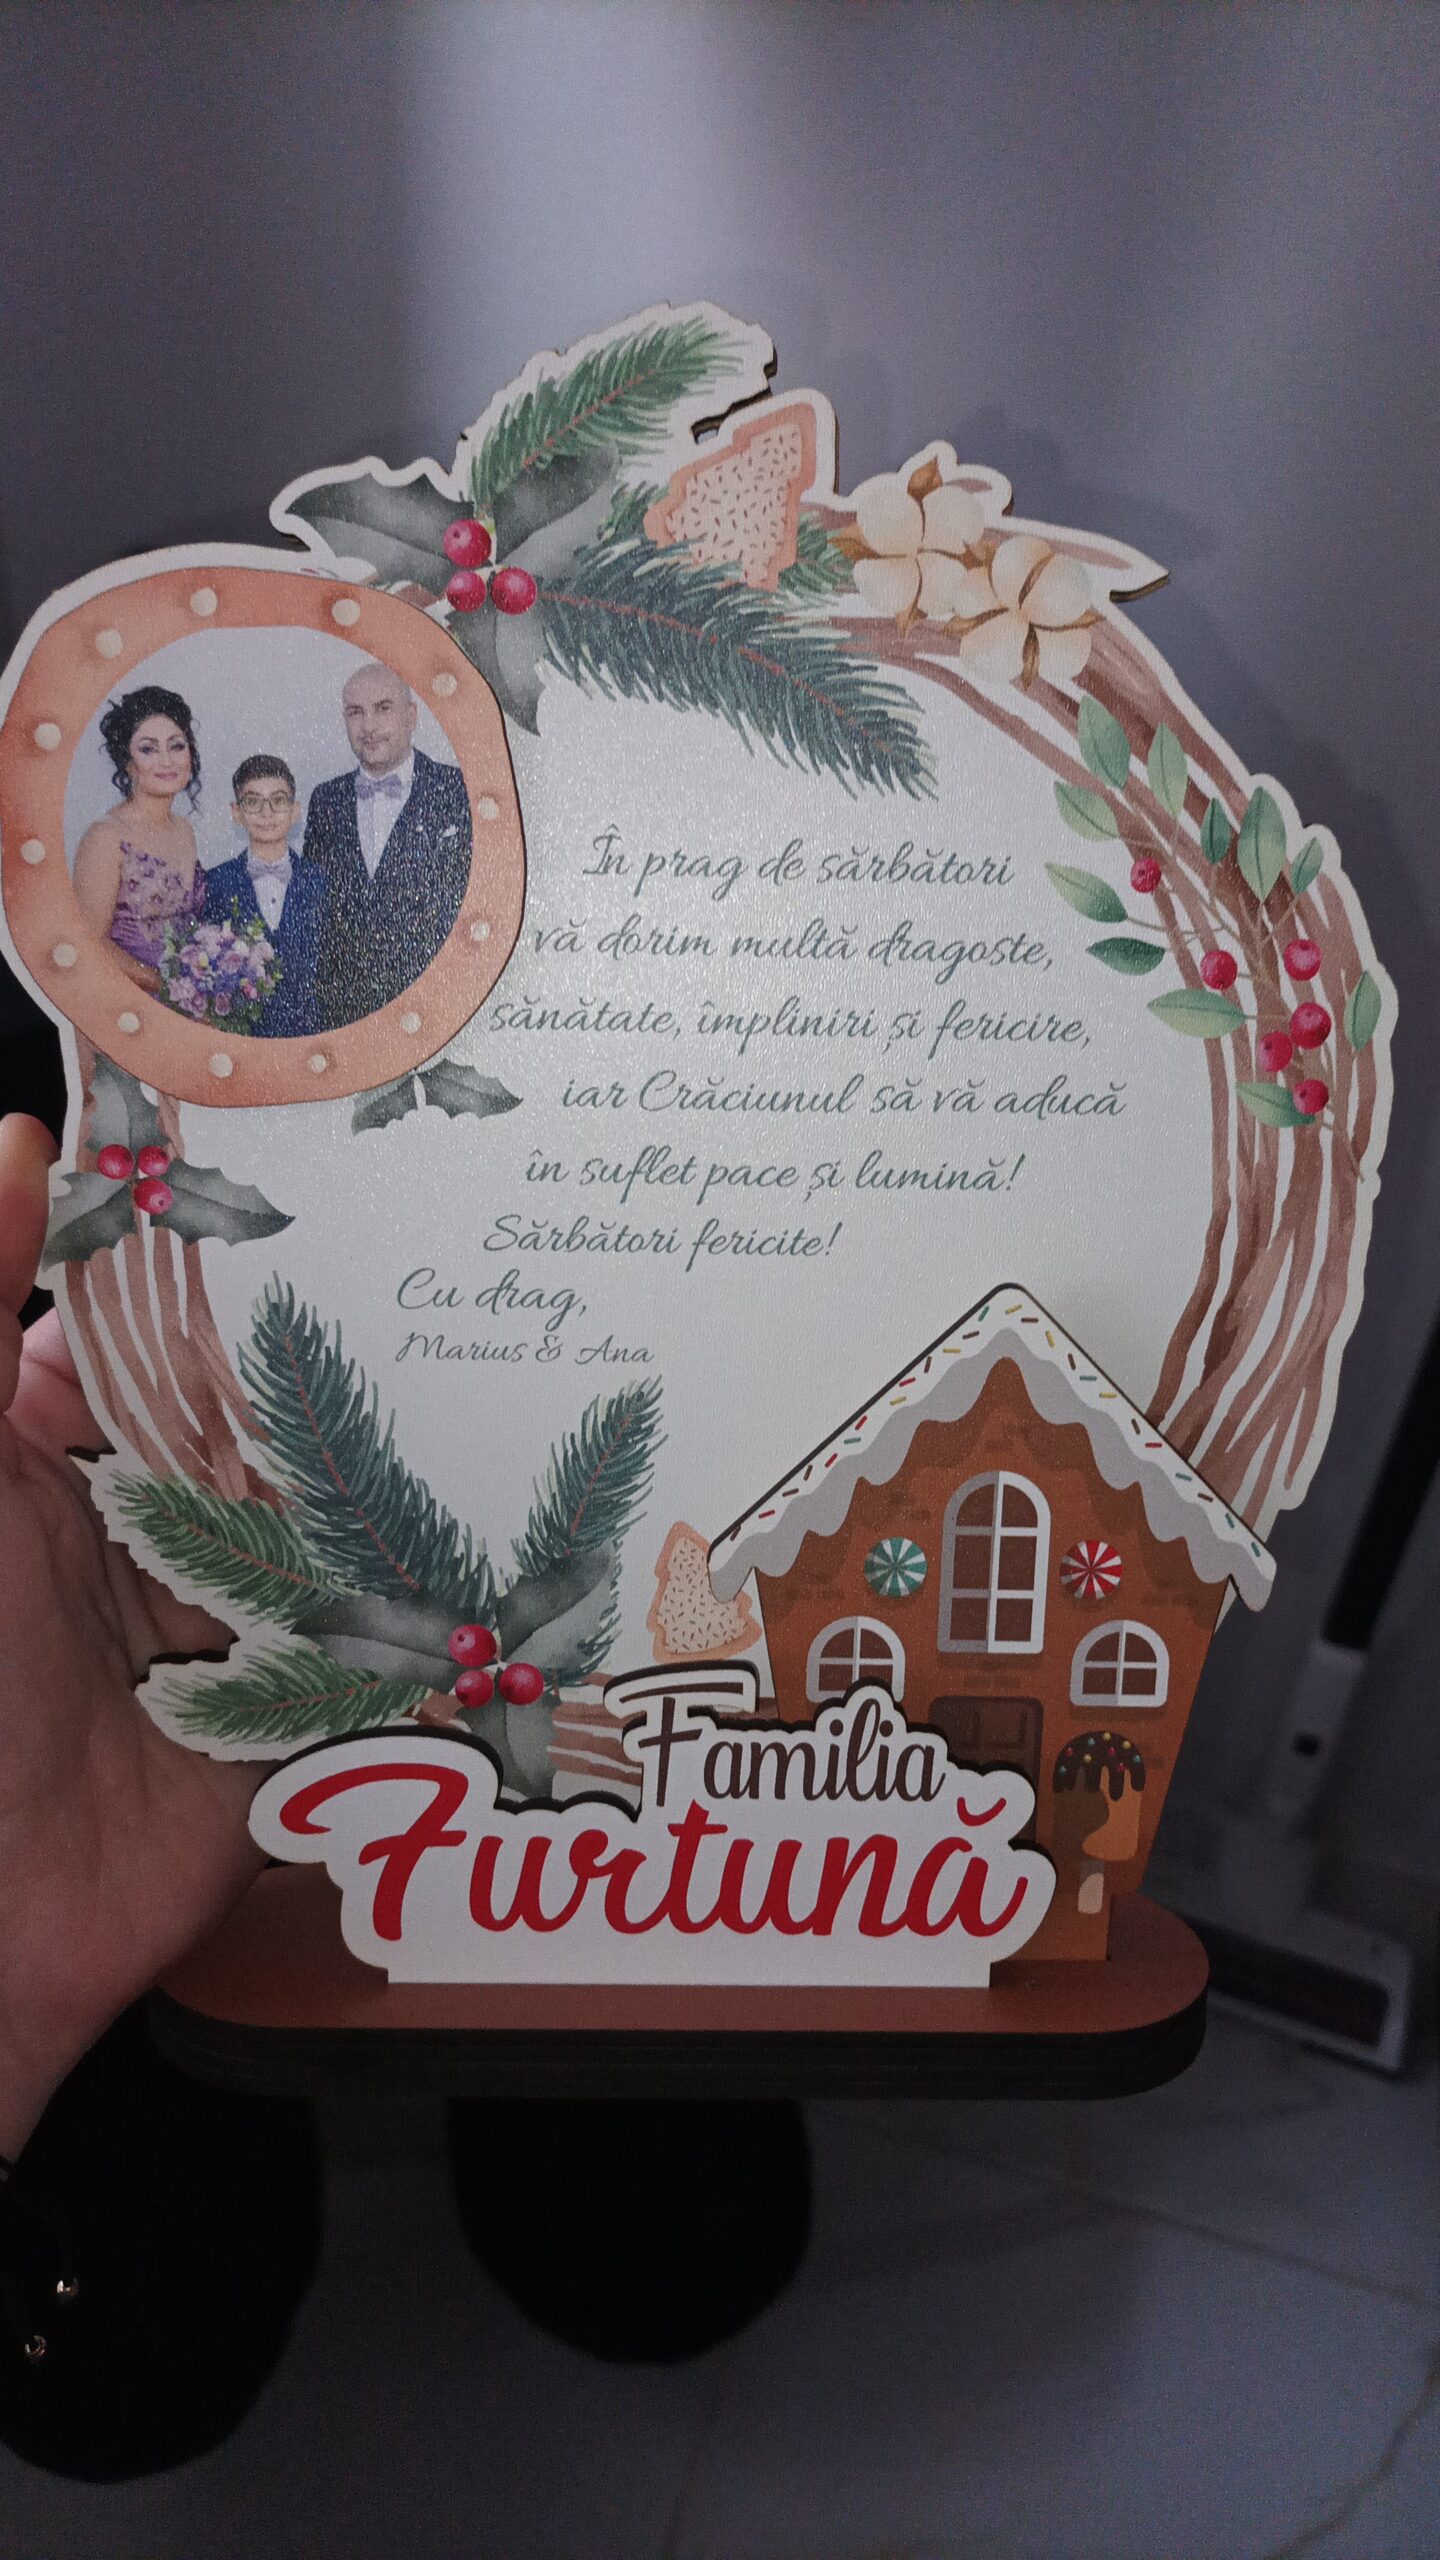 În prag de sărbători
vă dorim multă dragoste,
sănătate, împliniri și fericire,
iar Crăciunul să vă aducă
în suflet pace și lumină!
Sărbători fericite!
Cu drag,
Marius & Ana
Familia
Furtună